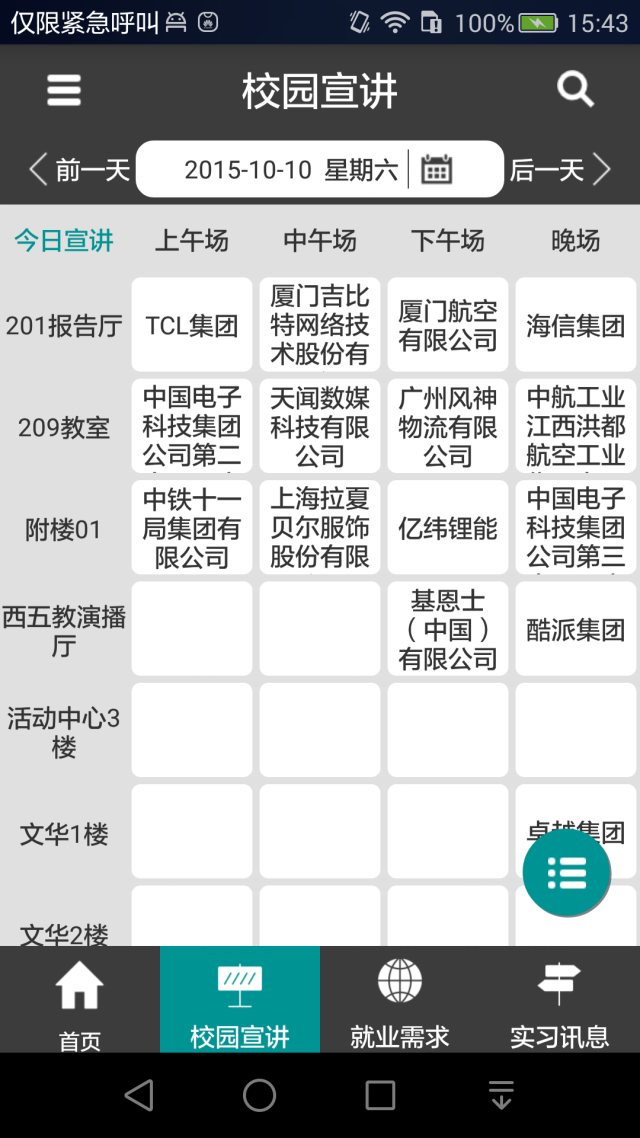 仅限紧急呼叫
100% 15:43
校园宣讲
前一天 2015-10-10 星期六 后一天
今日宣讲 上午场 中午场 下午场 晚场
201报告厅
TCL集团
厦门吉比
特网络技
术股份有
厦门航空
有限公司
海信集团
209教室
中国电子
科技集团
公司第二
天闻数媒
科技有限
公司
广州风神
物流有限
公司
中航工业
江西洪都
航空工业
附楼01
中铁十一
局集团有
限公司
上海拉夏
贝尔服饰
股份有限
亿纬锂能
中国电子
科技集团
公司第三
西五教演播
厅
基恩士
（中国）
有限公司
酷派集团
活动中心3
楼
文华1楼
卓越集团
文华2楼
首页 校园宣讲 就业需求 实习讯息